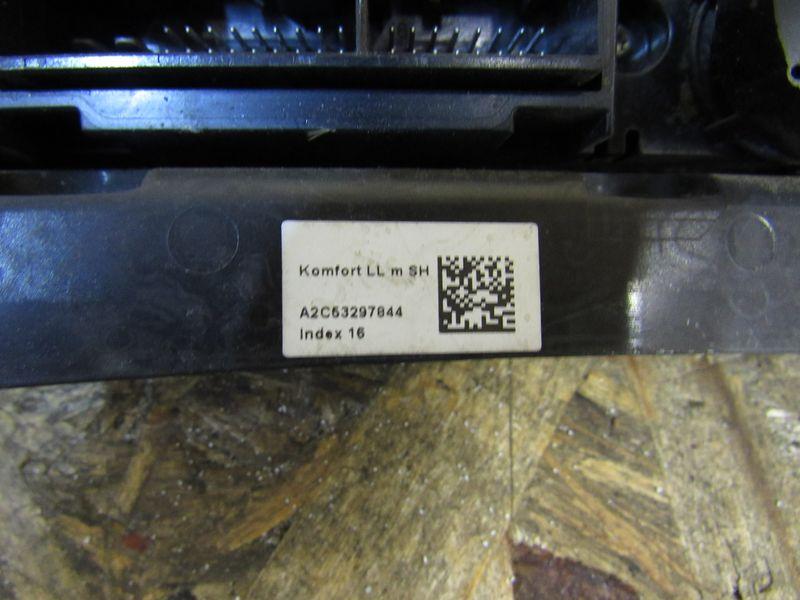 Komfort LL m SH
A2C53297844
Index 16